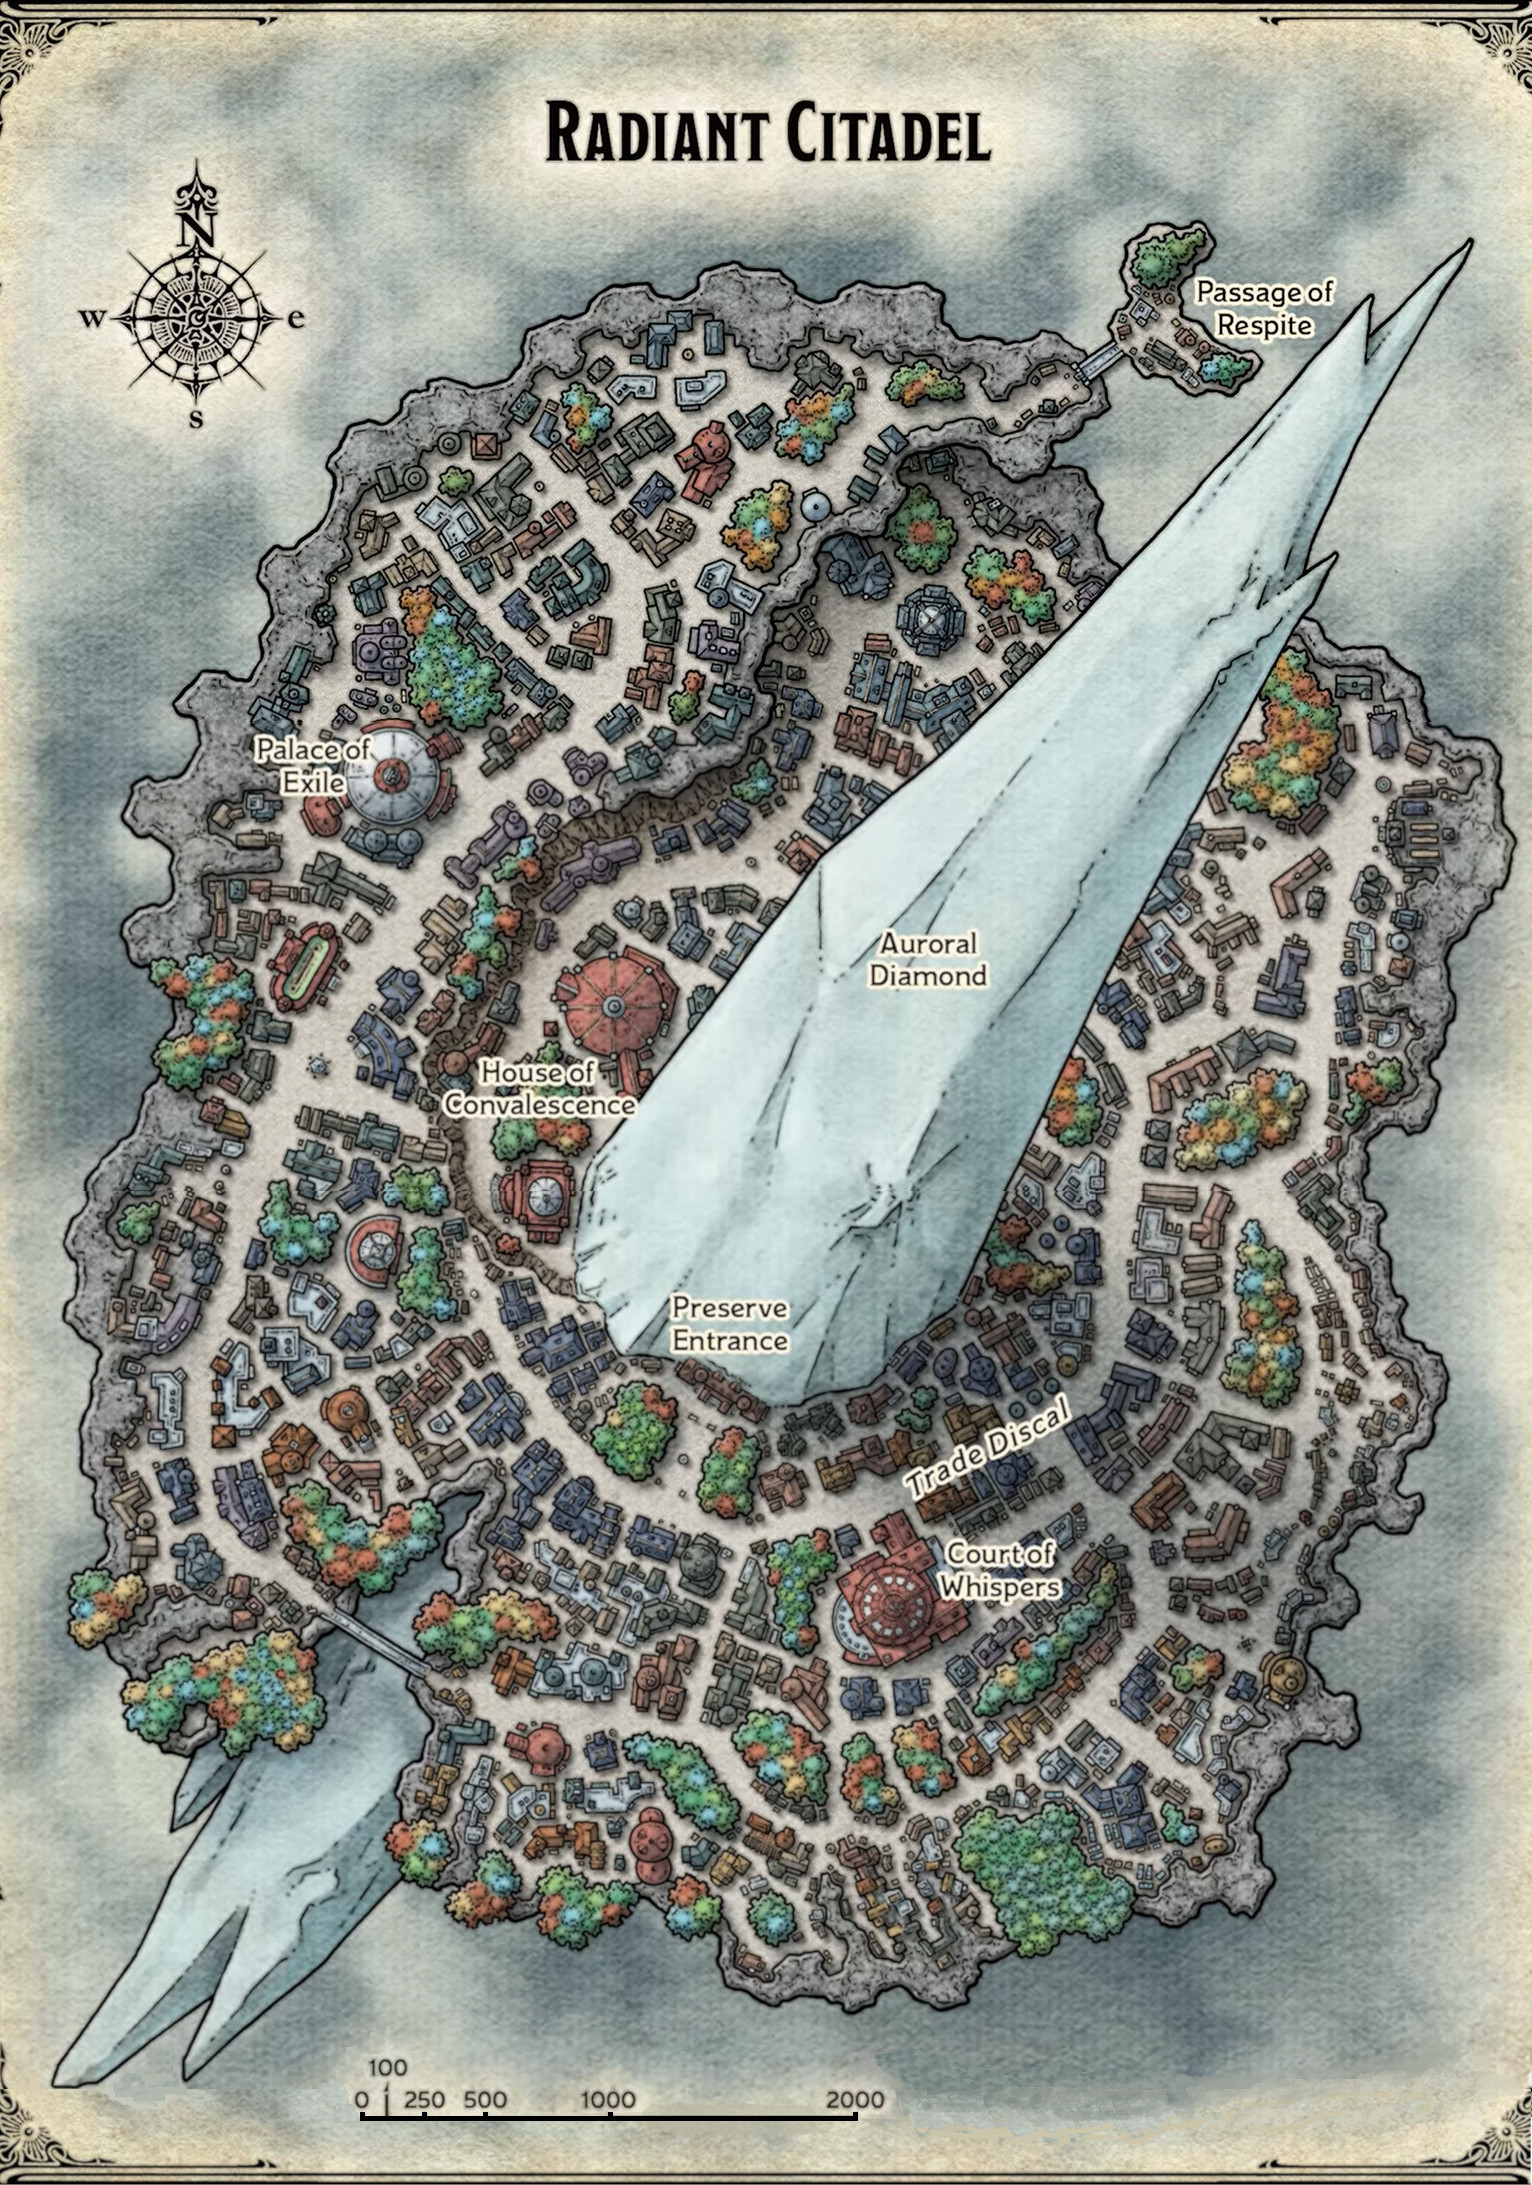 RADIANT CITADEL
N
W
e
s
Passage of
Respite
Palace of
Exile
Auroral
Diamond
House of
Convalescence
Preserve
Entrance
Trade Discal
Court of
Whispers
100
0 250 500 1000 2000